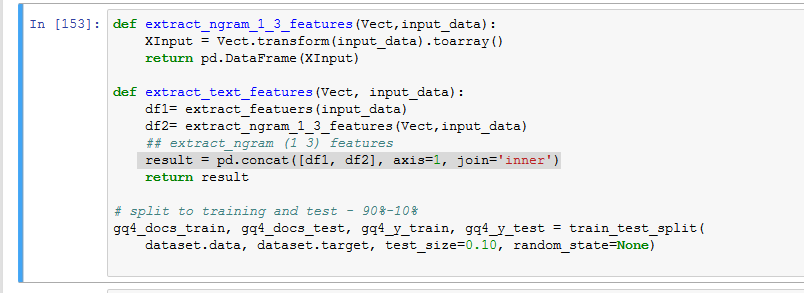 In [153]: def extract_ngram_1_3_features(Vect,input_data):
    XInput = Vect.transform(input_data).toarray()
    return pd.DataFrame(XInput)
def extract_text_features(Vect, input_data):
    df1= extract_featuers(input_data)
    df2= extract_ngram_1_3_features(Vect,input_data)
    ## extract_ngram (1 3) features
    result = pd.concat([df1, df2], axis=1, join='inner')
    return result
# split to training and test - 90%-10%
gq4_docs_train, gq4_docs_test, gq4_y_train, gq4_y_test = train_test_split(
    dataset.data, dataset.target, test_size=0.10, random_state=None)